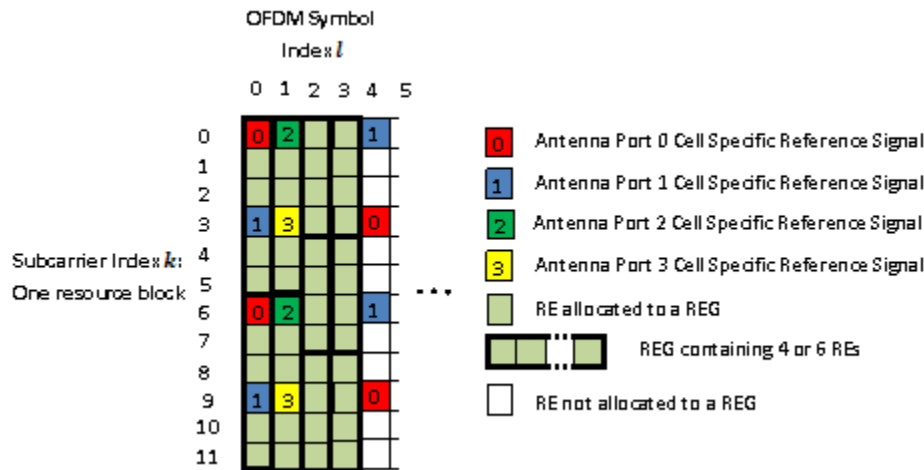 OFDM Symbol
Index l
0 1 2 3 4 5
0 0 2 1
1
2
3 1 3 0
4
5
6 0 2 1
7
8
9 1 3 0
10
11
Subcarrier Index k:
One resource block
...
0 Antenna Port 0 Cell Specific Reference Signal
1 Antenna Port 1 Cell Specific Reference Signal
2 Antenna Port 2 Cell Specific Reference Signal
3 Antenna Port 3 Cell Specific Reference Signal
RE allocated to a REG
REG containing 4 or 6 REs
RE not allocated to a REG